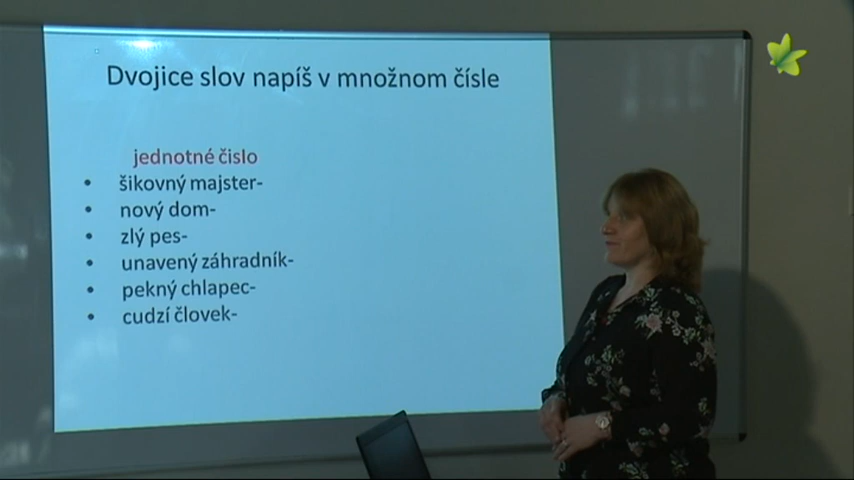 Dvojice slov napíš v množnom čísle
jednotné čislo
• šikovný majster-
• nový dom-
• zlý pes-
• unavený záhradník-
• pekný chlapec-
• cudzí človek-